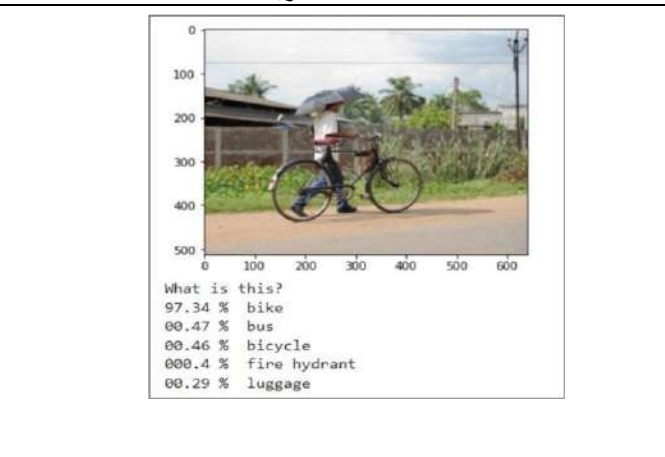 0
100
200
300
400
500
0 100 200 300 400 500 600
What is this?
97.34 % bike
00.47 % bus
00.46 % bicycle
000.4 % fire hydrant
00.29 % luggage